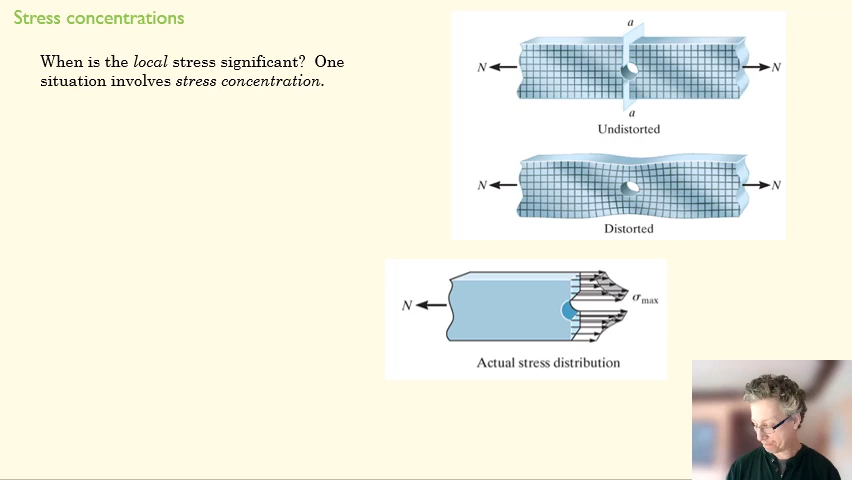 Stress concentrations
When is the local stress significant? One
situation involves stress concentration.
a
N
N
a
Undistorted
N
N
Distorted
N
σmax
Actual stress distribution